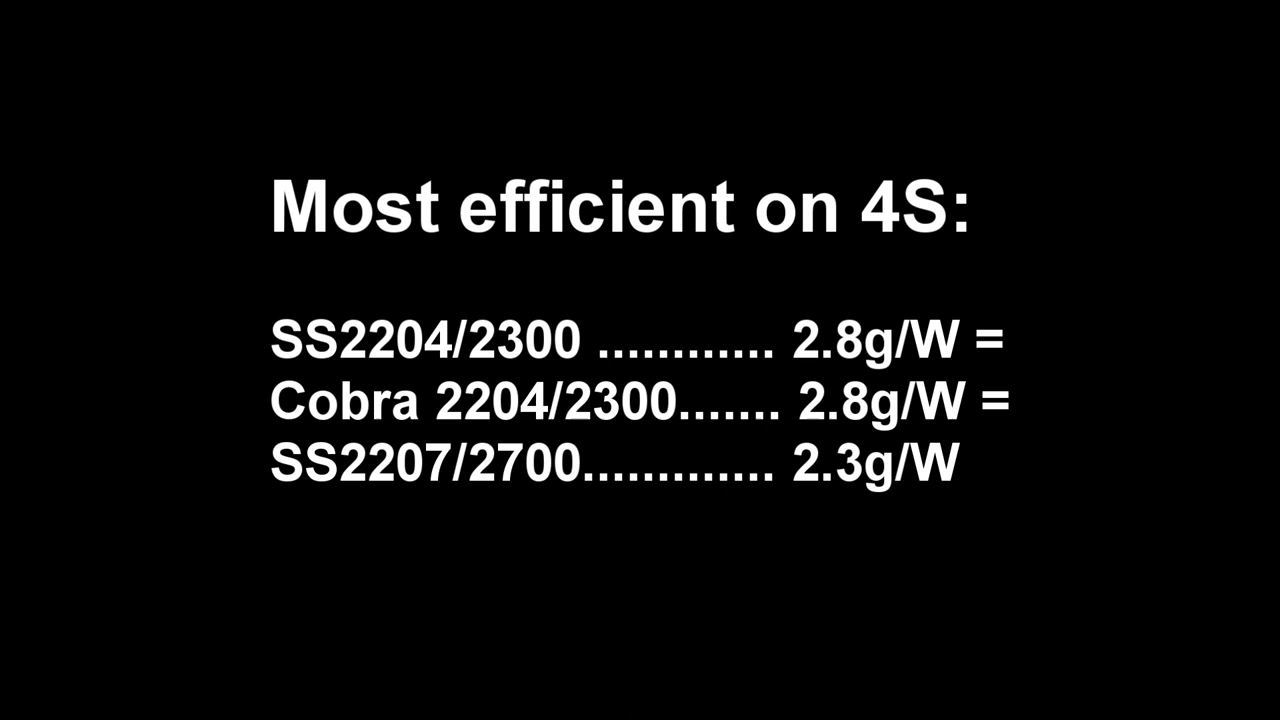 Most efficient on 4S:
SS2204/2300 ............ 2.8g/W =
Cobra 2204/2300....... 2.8g/W =
SS2207/2700............. 2.3g/W